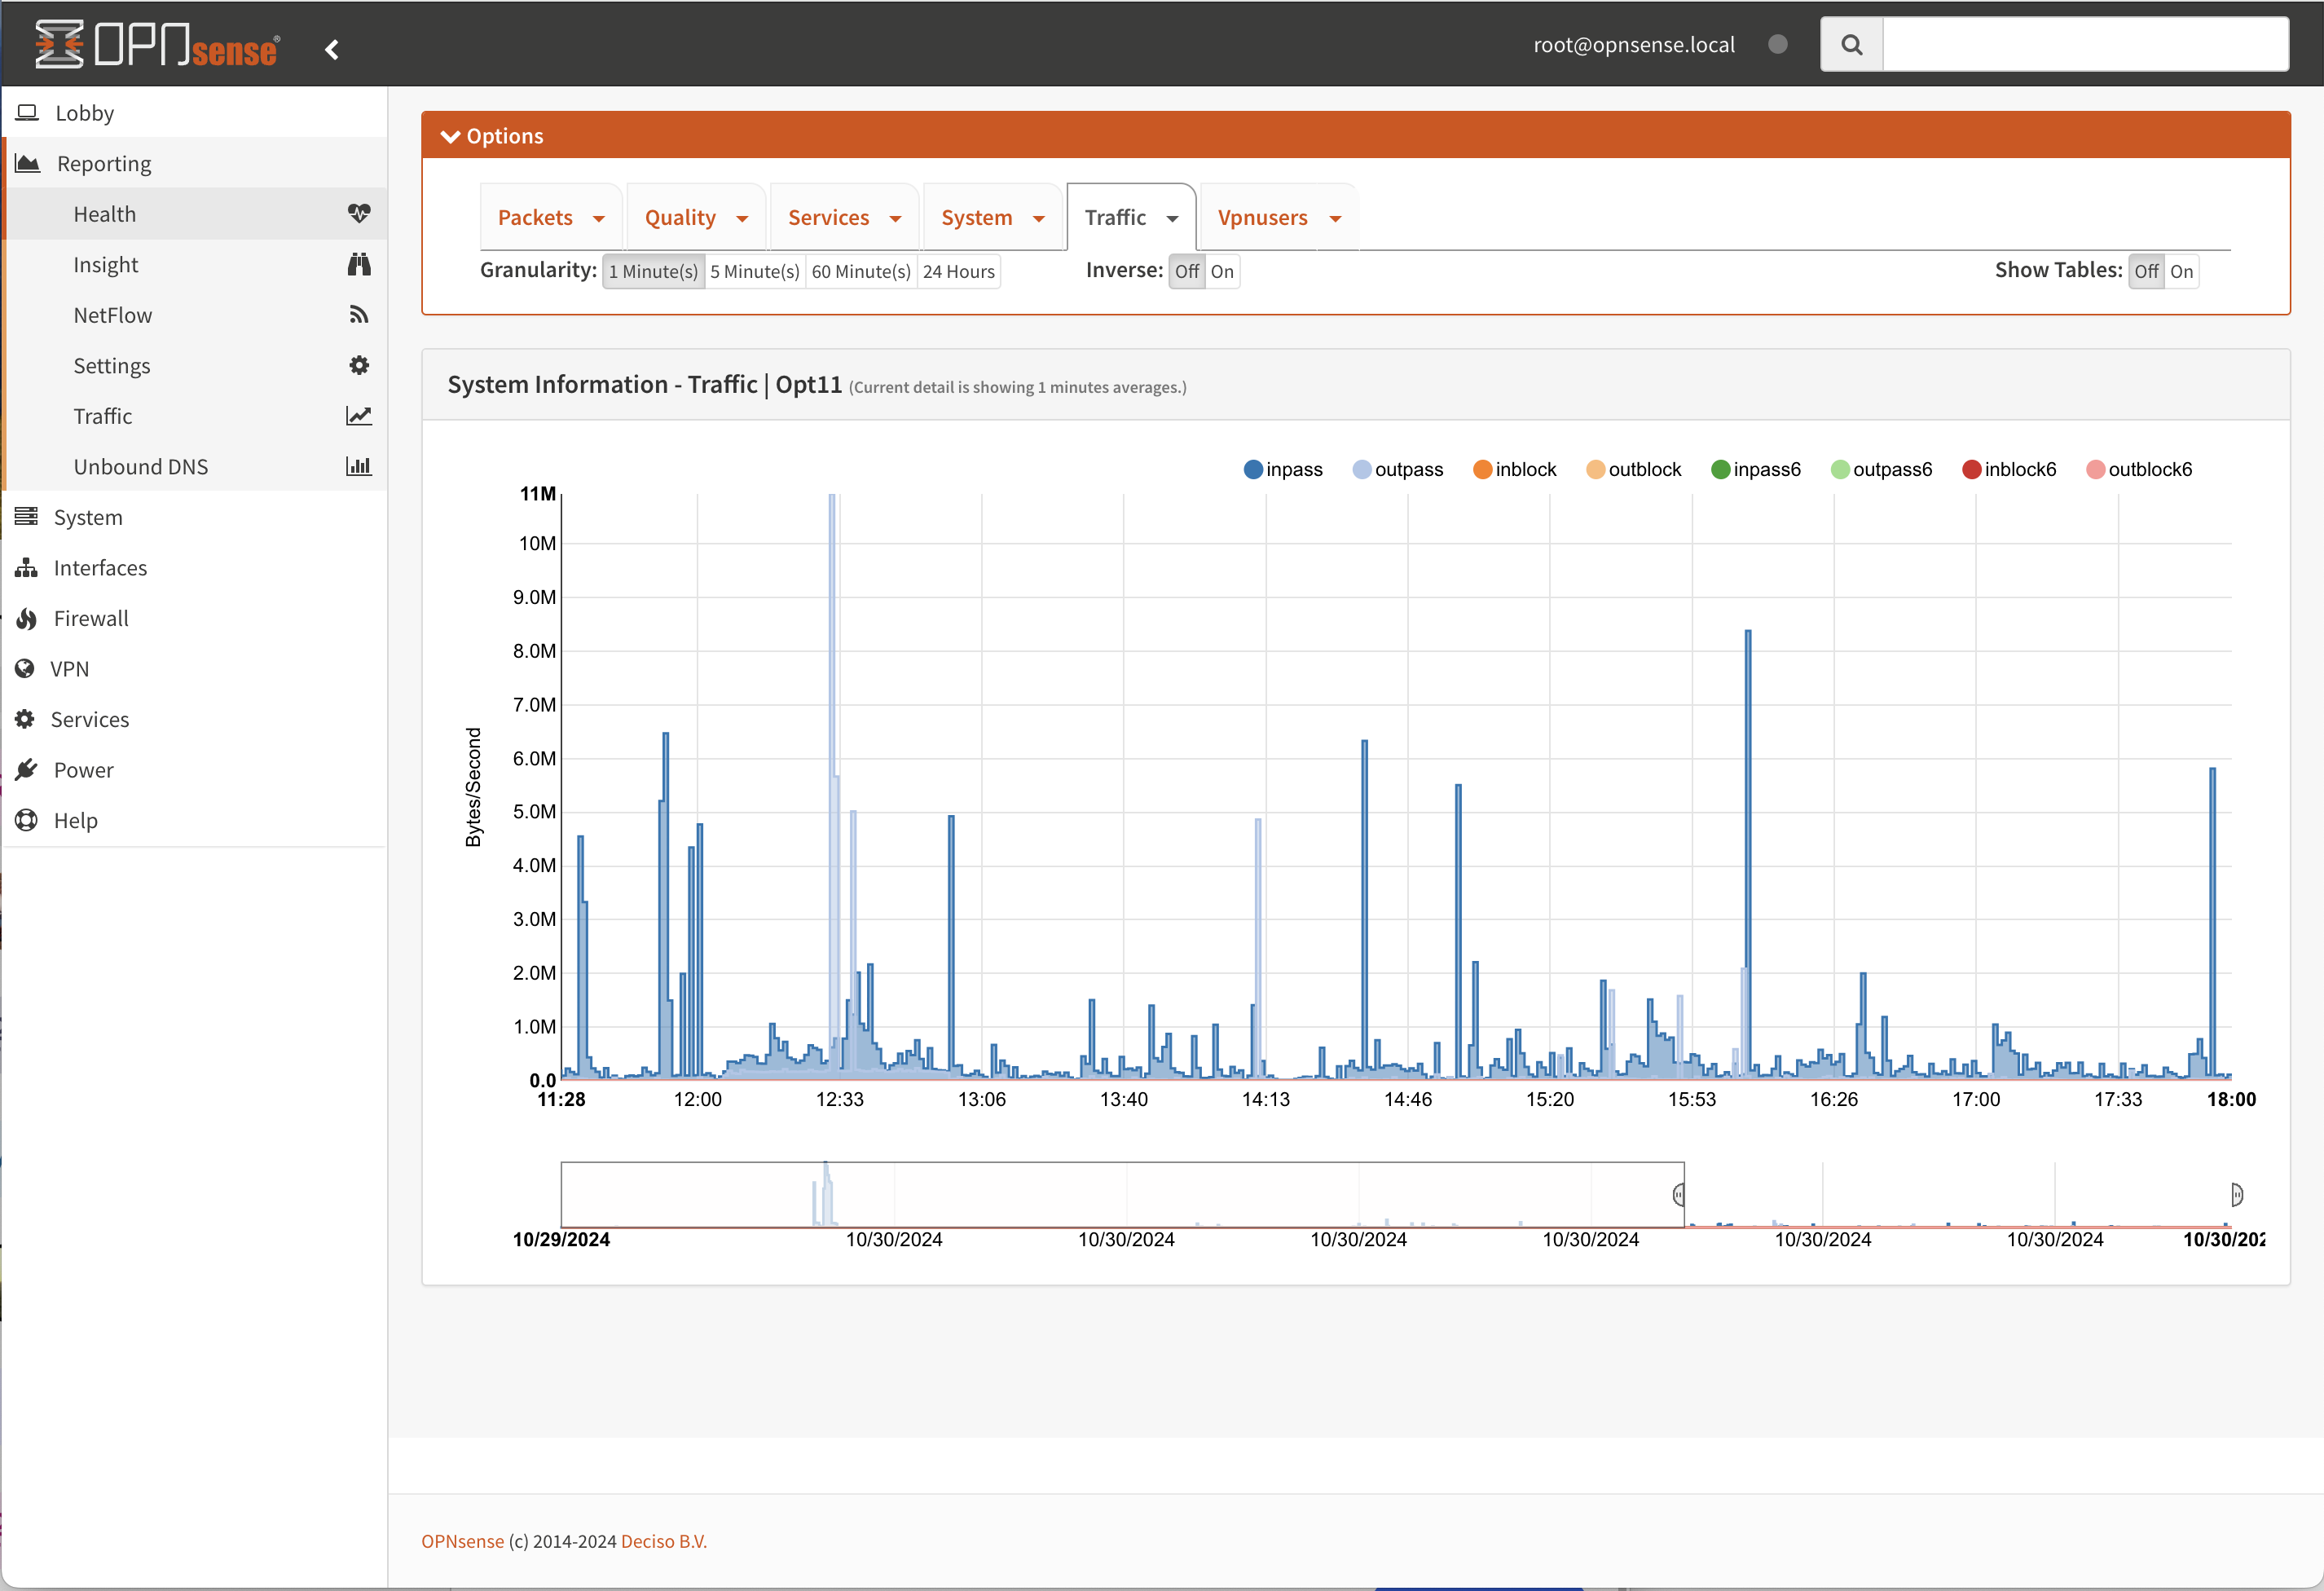 OPNsense®
root@opnsense.local
Lobby
Reporting
Health
Insight
NetFlow
Settings
Traffic
Unbound DNS
System
Interfaces
Firewall
VPN
Services
Power
Help
Options
Packets Quality Services System Traffic Vpnusers
Granularity: 1 Minute(s) 5 Minute(s) 60 Minute(s) 24 Hours Inverse: Off On Show Tables: Off On
System Information - Traffic | Opt11 (Current detail is showing 1 minutes averages.)
inpass outpass inblock outblock inpass6 outpass6 inblock6 outblock6
Bytes/Second
11M
10M
9.0M
8.0M
7.0M
6.0M
5.0M
4.0M
3.0M
2.0M
1.0M
0.0
11:28 12:00 12:33 13:06 13:40 14:13 14:46 15:20 15:53 16:26 17:00 17:33 18:00
10/29/2024 10/30/2024 10/30/2024 10/30/2024 10/30/2024 10/30/2024 10/30/2024 10/30/202
OPNsense (c) 2014-2024 Deciso B.V.